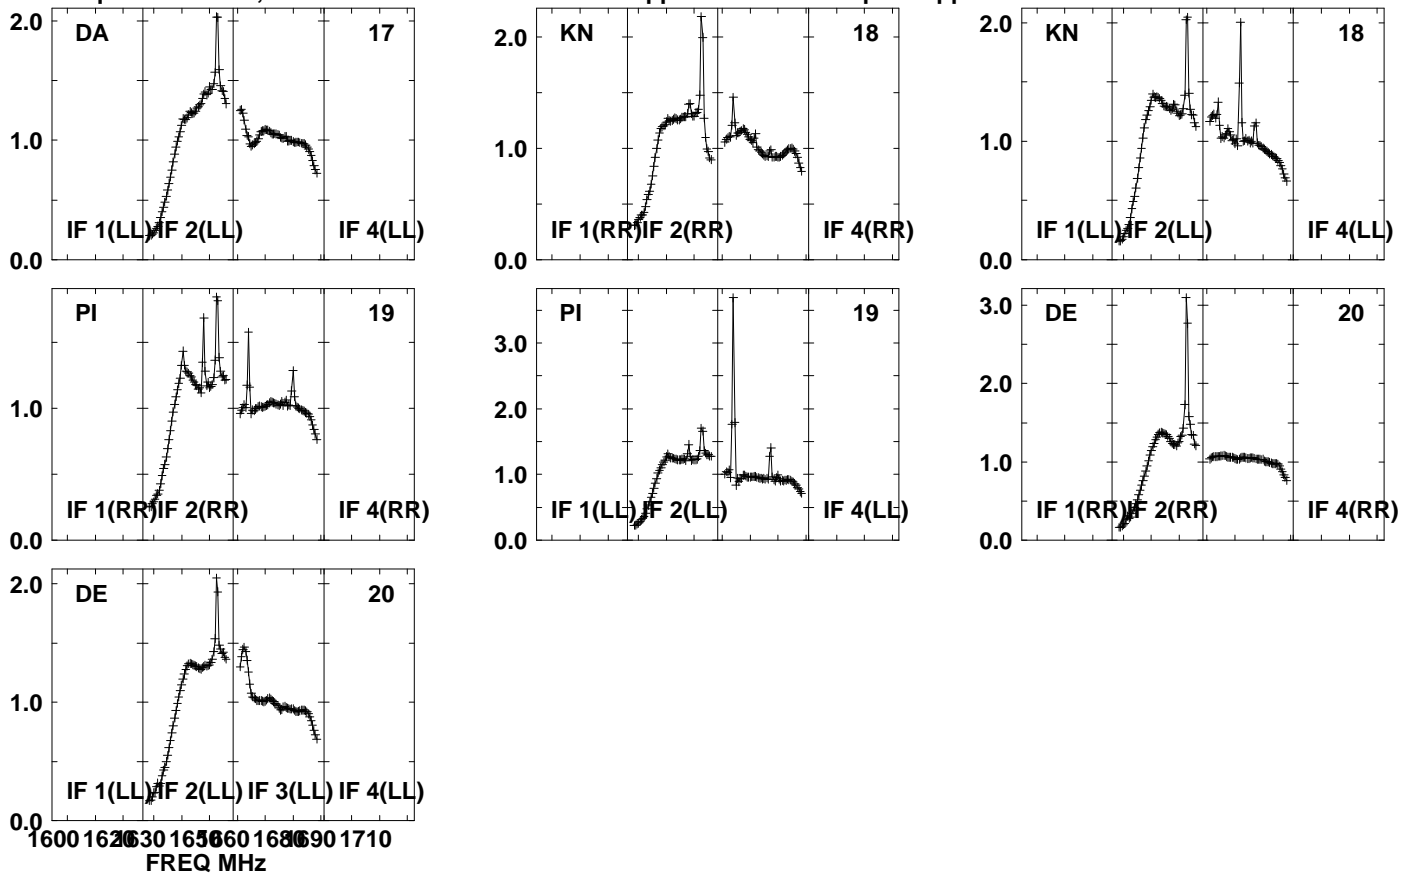 DA 17
2.0
1.0
0.0
IF 1(LL) IF 2(LL) IF 4(LL)
KN 18
2.0
1.0
0.0
IF 1(RR) IF 2(RR) IF 4(RR)
KN 18
2.0
1.0
0.0
IF 1(LL) IF 2(LL) IF 4(LL)
PI 19
1.0
0.0
IF 1(RR) IF 2(RR) IF 4(RR)
PI 19
3.0
2.0
1.0
0.0
IF 1(LL) IF 2(LL) IF 4(LL)
DE 20
3.0
2.0
1.0
0.0
IF 1(RR) IF 2(RR) IF 4(RR)
DE 20
2.0
1.0
0.0
IF 1(LL) IF 2(LL) IF 3(LL) IF 4(LL)
1600 1620 1630 1650 1660 1680 1690 1710
FREQ MHz